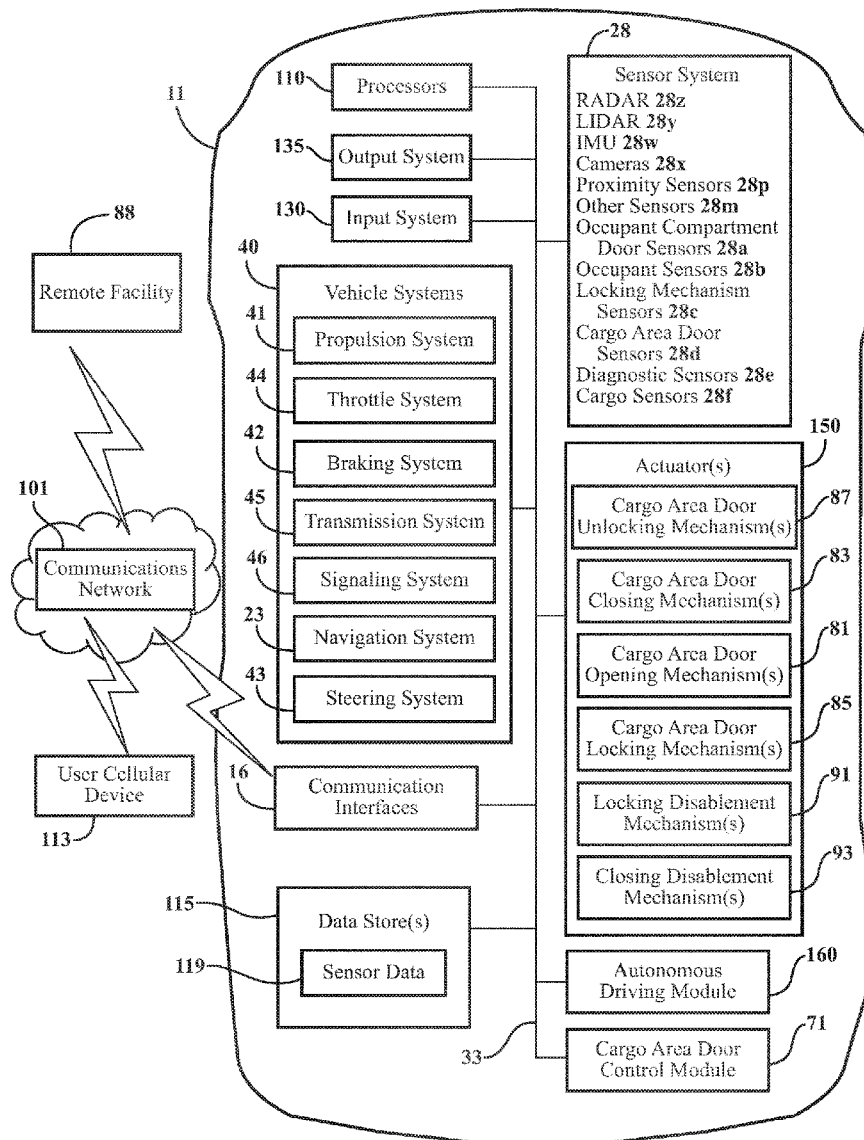 28
Sensor System
RADAR 28z
LIDAR 28y
IMU 28w
Cameras 28x
Proximity Sensors 28p
Other Sensors 28m
Occupant Compartment
Door Sensors 28a
Occupant Sensors 28b
Locking Mechanism
Sensors 28c
Cargo Area Door
Sensors 28d
Diagnostic Sensors 28e
Cargo Sensors 28f
11
110
Processors
135
Output System
130
Input System
88
Remote Facility
40
Vehicle Systems
41
Propulsion System
44
Throttle System
42
Braking System
45
Transmission System
46
Signaling System
23
Navigation System
43
Steering System
101
Communications
Network
User Cellular
Device
113
16
Communication
Interfaces
115
Data Store(s)
119
Sensor Data
33
150
Actuator(s)
Cargo Area Door
Unlocking Mechanism(s)
87
Cargo Area Door
Closing Mechanism(s)
83
Cargo Area Door
Opening Mechanism(s)
81
Cargo Area Door
Locking Mechanism(s)
85
Locking Disablement
Mechanism(s)
91
Closing Disablement
Mechanism(s)
93
Autonomous
Driving Module
160
Cargo Area Door
Control Module
71